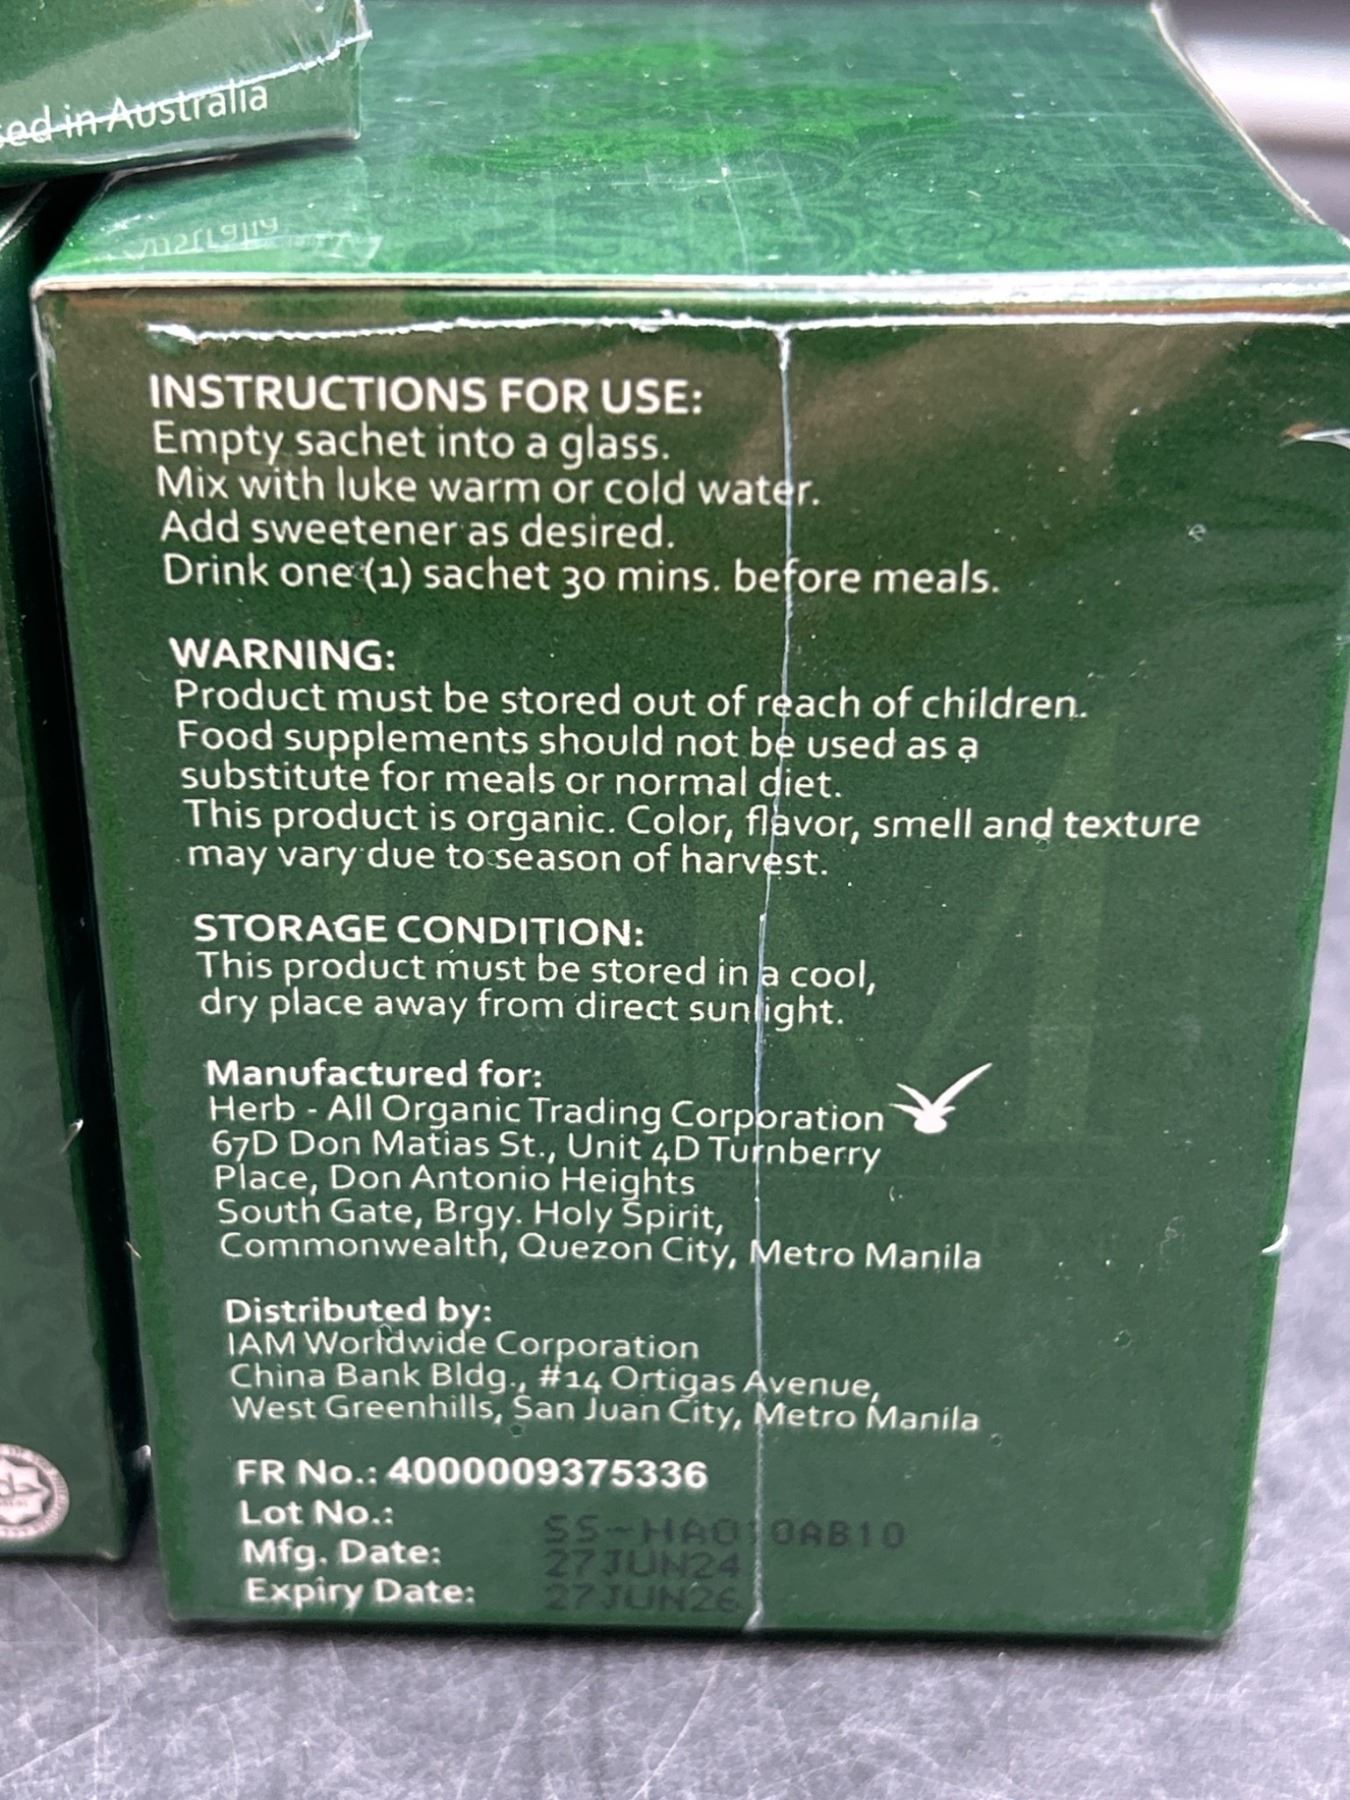 in Australia
INSTRUCTIONS FOR USE:
Empty sachet into a glass.
Mix with luke warm or cold water.
Add sweetener as desired.
Drink one (1) sachet 30 mins. before meals.
WARNING:
Product must be stored out of reach of children.
Food supplements should not be used as a
substitute for meals or normal diet.
This product is organic. Color, flavor, smell and texture
may vary due to season of harvest.
STORAGE CONDITION:
This product must be stored in a cool,
dry place away from direct sunlight.
Manufactured for:
Herb - All Organic Trading Corporation
67D Don Matias St., Unit 4D Turnberry
Place, Don Antonio Heights
South Gate, Brgy. Holy Spirit,
Commonwealth, Quezon City, Metro Manila
Distributed by:
IAM Worldwide Corporation
China Bank Bldg., #14 Ortigas Avenue,
West Greenhills, San Juan City, Metro Manila
FR No.: 4000009375336
Lot No.:
Mfg. Date: 27JUN24
Expiry Date: 27JUN26